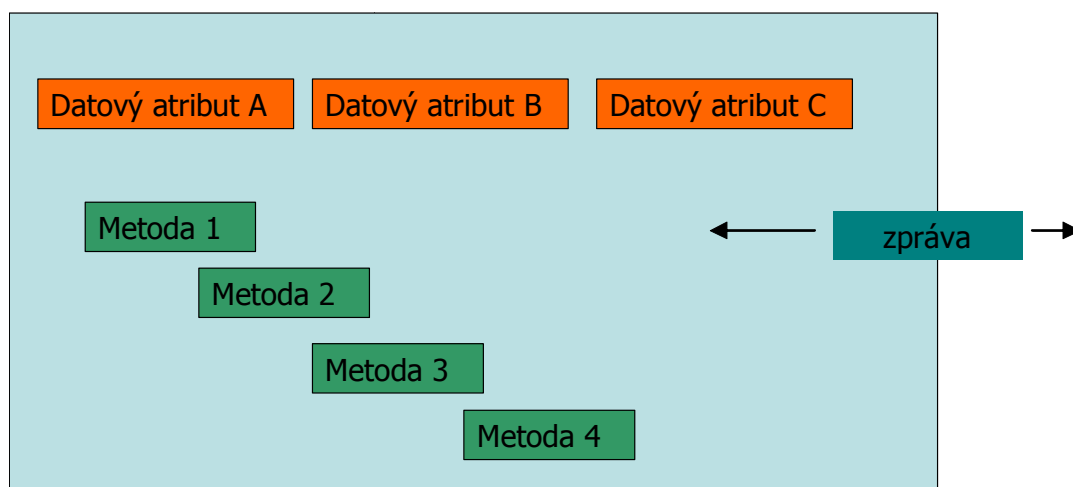 Datový atribut A
Datový atribut B
Datový atribut C
Metoda 1
zpráva
Metoda 2
Metoda 3
Metoda 4